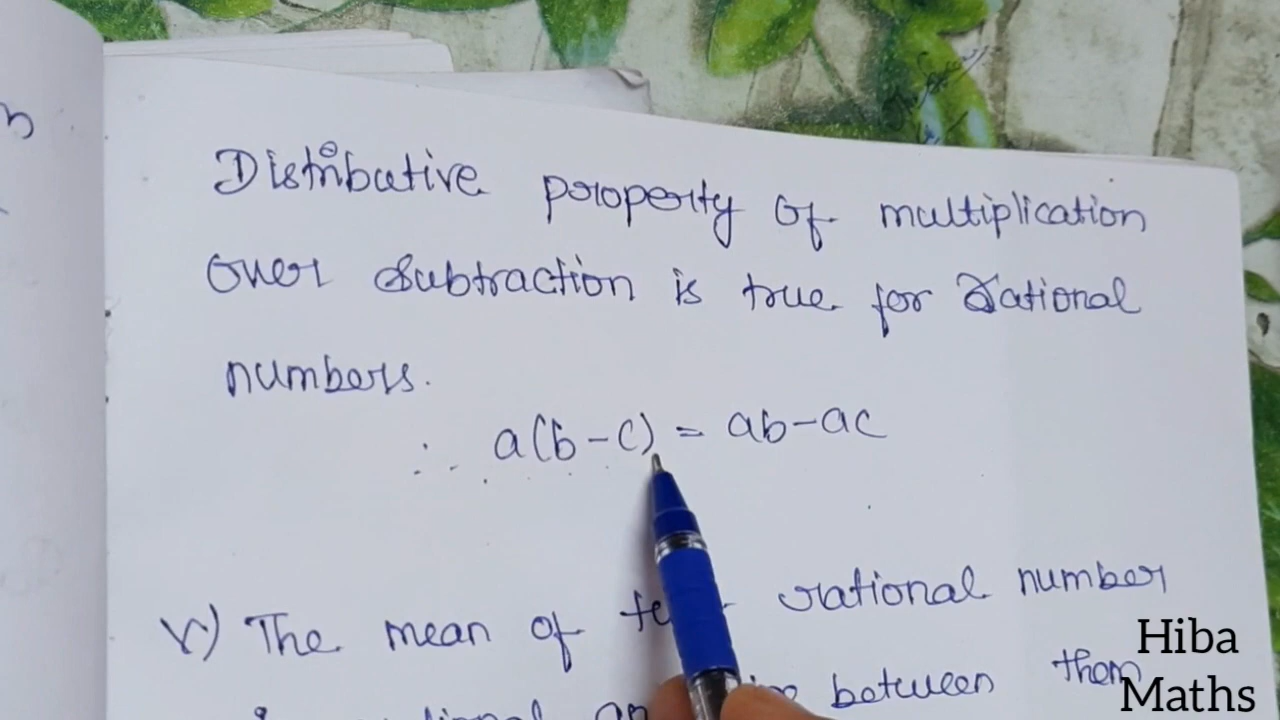 Distributive property of multiplication
over subtraction is true for rational
numbers.
∴ a(b-c) = ab-ac
v) The mean of rational number
between them
Hiba
Maths